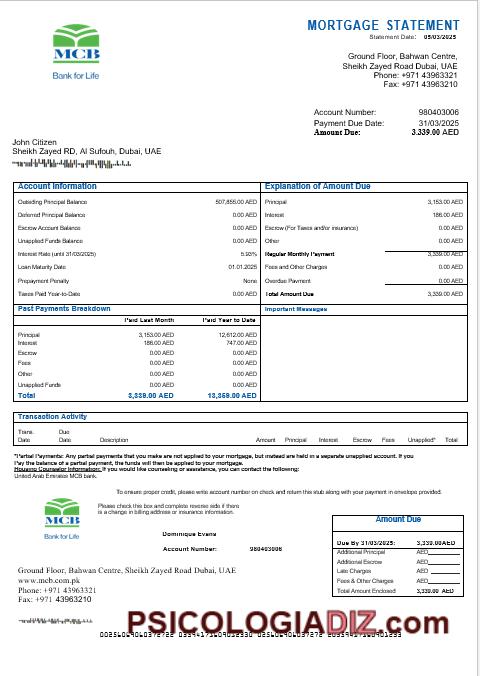 MORTGAGE STATEMENT
Statement Date: 05/03/2025
MCB
Bank for Life
Ground Floor, Bahwan Centre,
Sheikh Zayed Road Dubai, UAE
Phone: +971 43963321
Fax: +971 43963210
Account Number: 980403006
Payment Due Date: 31/03/2025
Amount Due: 3,339.00 AED
John Citizen
Sheikh Zayed RD, Al Sufouh, Dubai, UAE
Account Information
Outsiding Principal Balance 507,855.00 AED
Deferred Principal Balance 0.00 AED
Escrow Account Balance 0.00 AED
Unapplied Funds Balance 0.00 AED
Interest Rate (until 31/03/2025) 5.93%
Loan Maturity Date 01.01.2025
Prepayment Penalty None
Taxes Paid Year-to-Date 0.00 AED
Explanation of Amount Due
Principal 3,153.00 AED
Interest 186.00 AED
Escrow (For Taxes and/or insurance) 0.00 AED
Other 0.00 AED
Regular Monthly Payment 3,339.00 AED
Fees and Other Charges 0.00 AED
Overdue Payment 0.00 AED
Total Amount Due 3,339.00 AED
Past Payments Breakdown
Paid Last Month Paid Year to Date
Principal 3,153.00 AED 12,612.00 AED
Interest 186.00 AED 747.00 AED
Escrow 0.00 AED 0.00 AED
Fees 0.00 AED 0.00 AED
Other 0.00 AED 0.00 AED
Unapplied Funds 0.00 AED 0.00 AED
Total 3,339.00 AED 13,359.00 AED
Important Messages
Transaction Activity
Trans. Date Due Date Description Amount Principal Interest Escrow Fees Unapplied* Total
*Partial Payments: Any partial payments that you make are not applied to your mortgage, but instead are held in a separate unapplied account. If you
Pay the balance of a partial payment, the funds will then be applied to your mortgage.
Housing Counselor Information: If you would like counseling or assistance, you can contact the following:
United Arab Emirates MCB bank.
To ensure proper credit, please write account number on check and return this stub along with your payment in envelope provided.
MCB
Bank for Life
Please check this box and complete reverse side if there
is a change in billing address or insurance information.
Dominique Evans
Account Number: 980403006
Amount Due
Due By 31/03/2025: 3,339.00 AED
Additional Principal AED
Additional Escrow AED
Late Charges AED
Fees & Other Charges AED
Total Amount Enclosed 3,339.00 AED
Ground Floor, Bahwan Centre, Sheikh Zayed Road, UAE
www.mcb.com.pk
Phone: +971 43963321
Fax: +971 43963210
PSICOLOGIADIZ.com